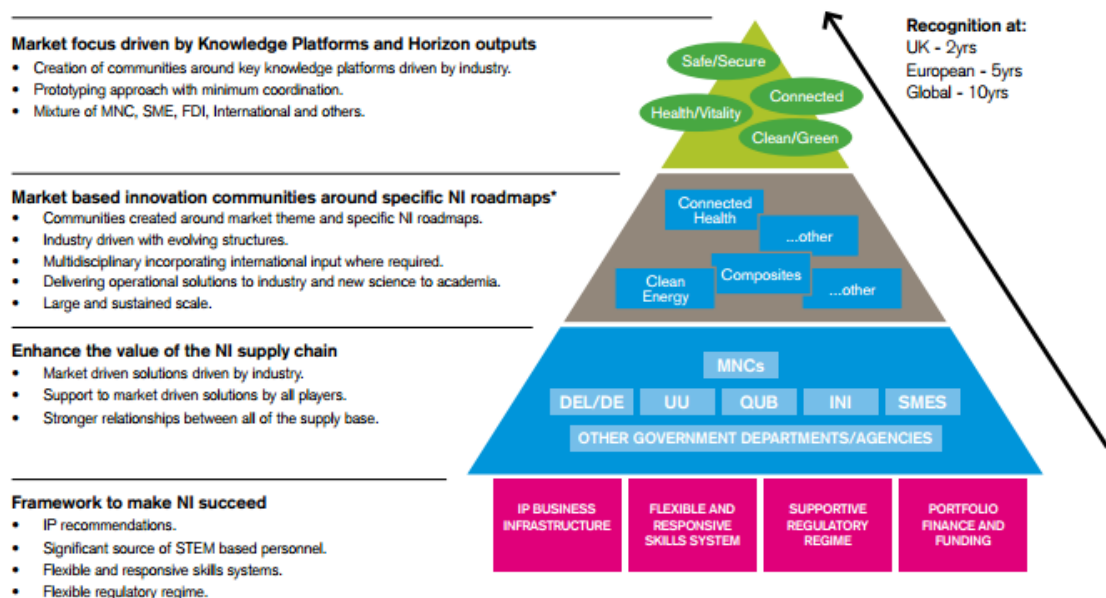 Market focus driven by Knowledge Platforms and Horizon outputs
• Creation of communities around key knowledge platforms driven by industry.
• Prototyping approach with minimum coordination.
• Mixture of MNC, SME, FDI, International and others.
Safe/Secure
Connected
Health/Vitality
Clean/Green
Recognition at:
UK - 2yrs
European - 5yrs
Global - 10yrs
Market based innovation communities around specific NI roadmaps*
• Communities created around market theme and specific NI roadmaps.
• Industry driven with evolving structures.
• Multidisciplinary incorporating international input where required.
• Delivering operational solutions to industry and new science to academia.
• Large and sustained scale.
Connected
Health
...other
Composites
Clean
Energy
...other
Enhance the value of the NI supply chain
• Market driven solutions driven by industry.
• Support to market driven solutions by all players.
• Stronger relationships between all of the supply base.
MNCs
DEL/DE UU QUB INI SMES
OTHER GOVERNMENT DEPARTMENTS/AGENCIES
Framework to make NI succeed
• IP recommendations.
• Significant source of STEM based personnel.
• Flexible and responsive skills systems.
• Flexible regulatory regime.
IP BUSINESS
INFRASTRUCTURE
FLEXIBLE AND
RESPONSIVE
SKILLS SYSTEM
SUPPORTIVE
REGULATORY
REGIME
PORTFOLIO
FINANCE AND
FUNDING